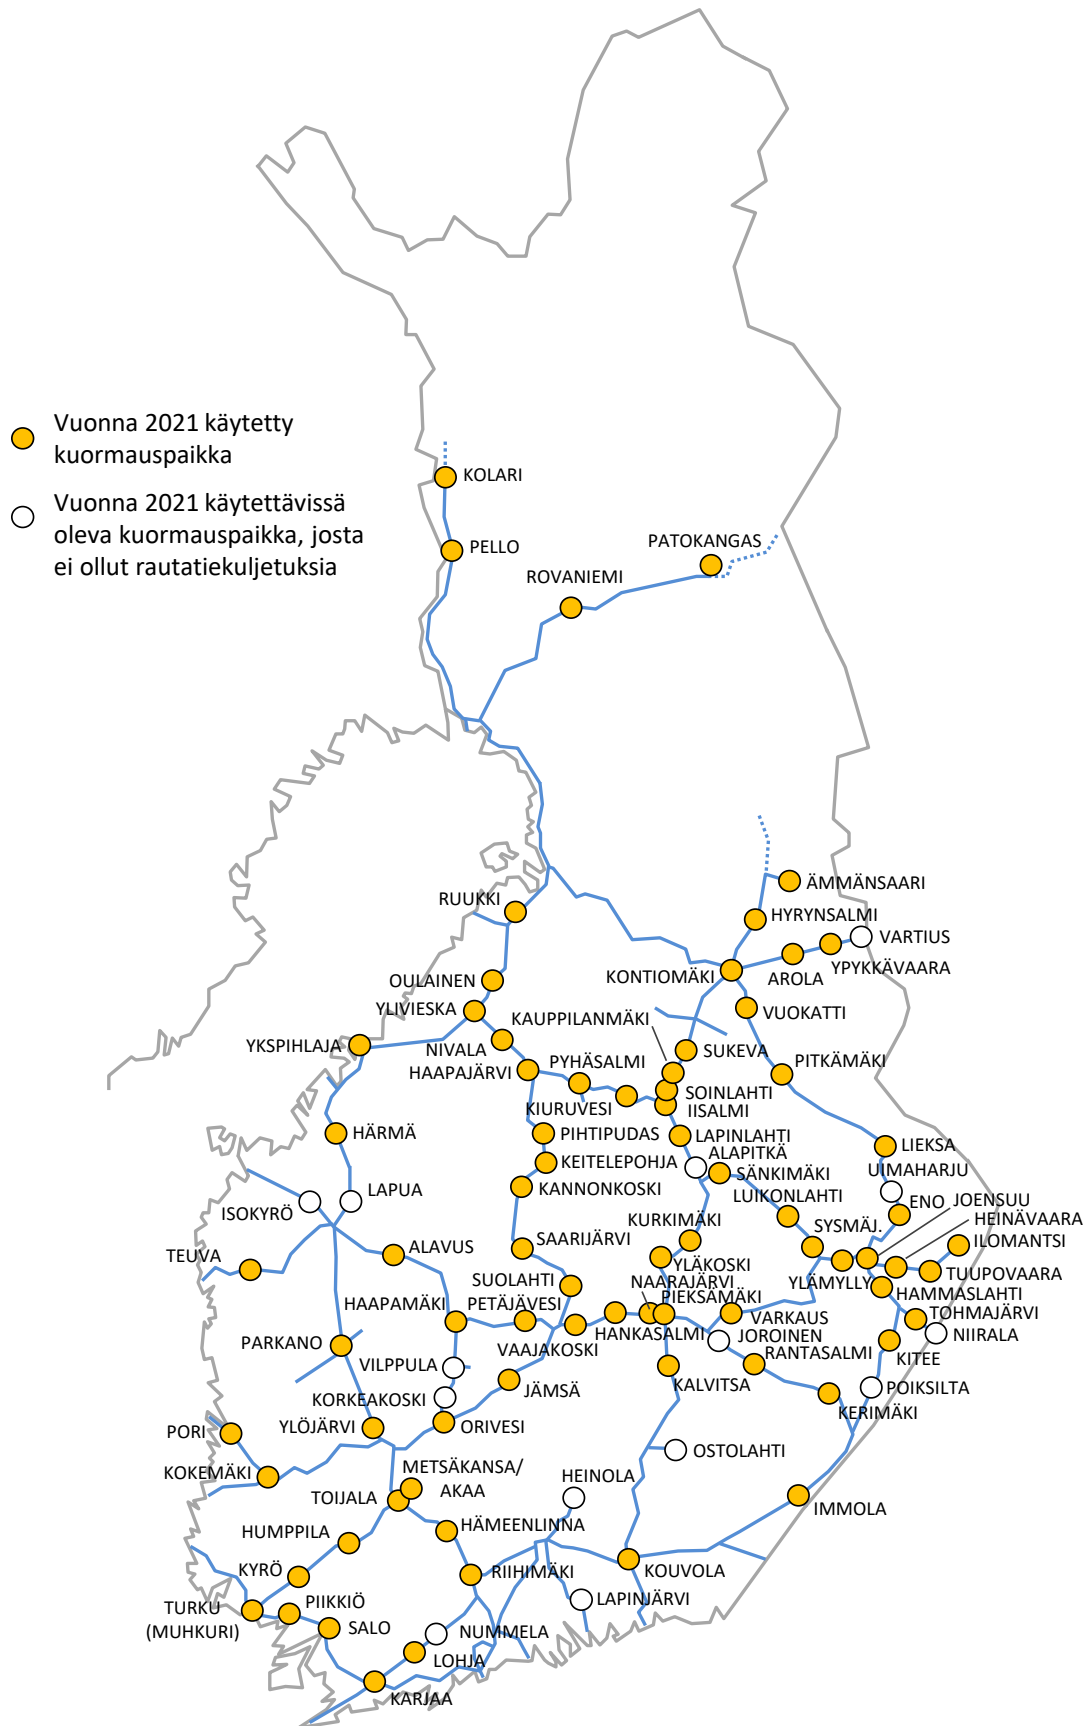 Vuonna 2021 käytetty
kuormauspaikka
Vuonna 2021 käytettävissä
oleva kuormauspaikka, josta
ei ollut rautatiekuljetuksia
KOLARI
PELLO
PATOKANGAS
ROVANIEMI
ÄMMÄNSAARI
RUUKKI
HYRYNSALMI
VARTIUS
YPYKKÄVAARA
KONTIOMÄKI
AROLA
OULAINEN
YLIVIESKA
KAUPPILANMÄKI
VUOKATTI
YKSPIHLAJA
NIVALA
SUKEVA
HAAPAJÄRVI
PYHÄSALMI
PITKÄMÄKI
SOINLAHTI
KIURUVESI
IISALMI
HÄRMÄ
PIHTIPUDAS
LAPINLAHTI
LIEKSA
ALAPITKÄ
KEITELEPOHJA
SÄNKIMÄKI
UIMAHARJU
KANNONKOSKI
LAPUA
LUIKONLAHTI
ENO
JOENSUU
ISOKYRÖ
KURKIMÄKI
SYSMÄJ.
HEINÄVAARA
ILOMANTSI
TEUVA
ALAVUS
SAARIJÄRVI
YLÄKOSKI
YLÄMYLLY
TUUPOVAARA
SUOLAHTI
NAARAJÄRVI
HAMMASLAHTI
HAAPAMÄKI
PETÄJÄVESI
PIEKSÄMÄKI
TOHMAJÄRVI
VARKAUS
HANKASALMI
NIIRALA
PARKANO
VAAJAKOSKI
JOROINEN
RANTASALMI
KITEE
VILPPULA
KALVITSA
JÄMSÄ
POIKSILTA
KORKEAKOSKI
KERIMÄKI
PORI
YLÖJÄRVI
ORIVESI
OSTOLAHTI
KOKEMÄKI
METSÄKANSA/
AKAA
HEINOLA
TOIJALA
IMMOLA
HUMPPILA
HÄMEENLINNA
KYRÖ
RIIHIMÄKI
KOUVOLA
PIIKKIÖ
LAPINJÄRVI
TURKU
(MUHKURI)
SALO
NUMMELA
LOHJA
KARJAA